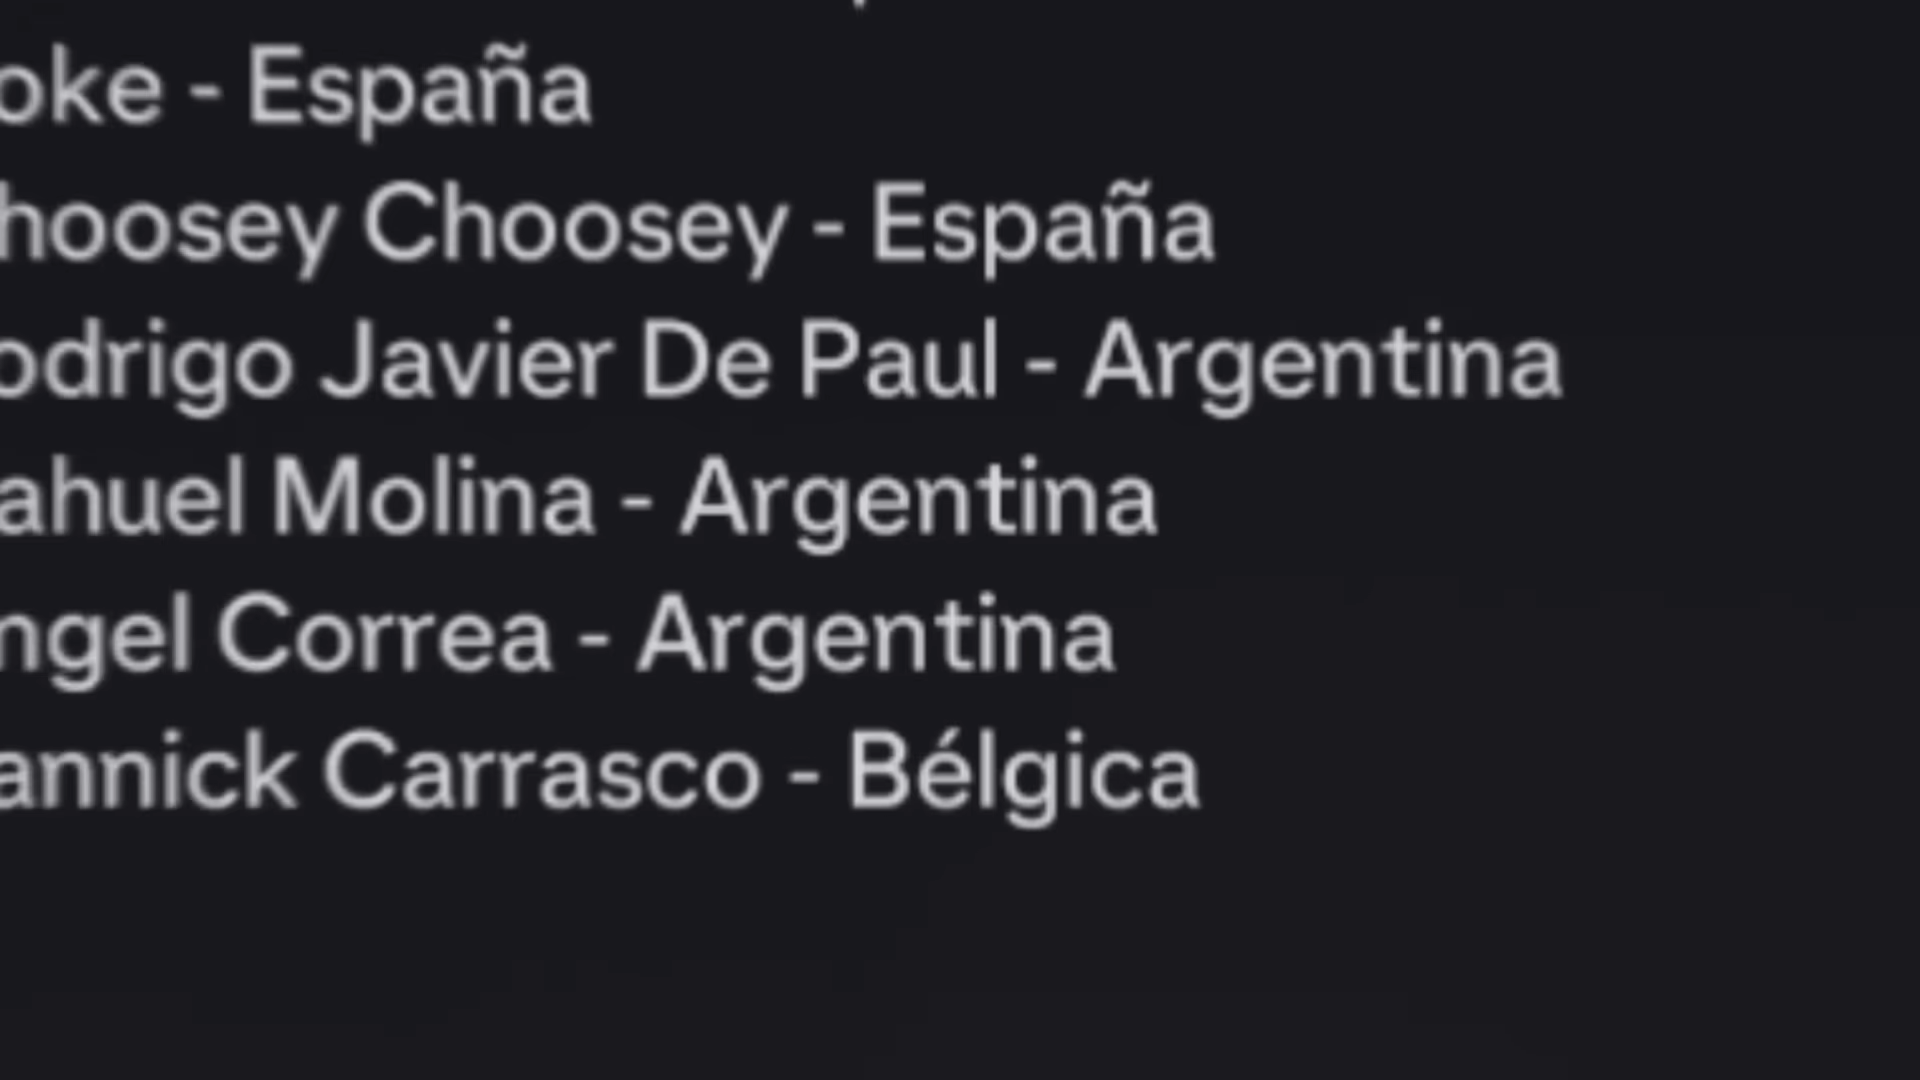 oke - España
hoosey Choosey - España
odrigo Javier De Paul - Argentina
ahuel Molina - Argentina
ngel Correa - Argentina
annick Carrasco - Bélgica